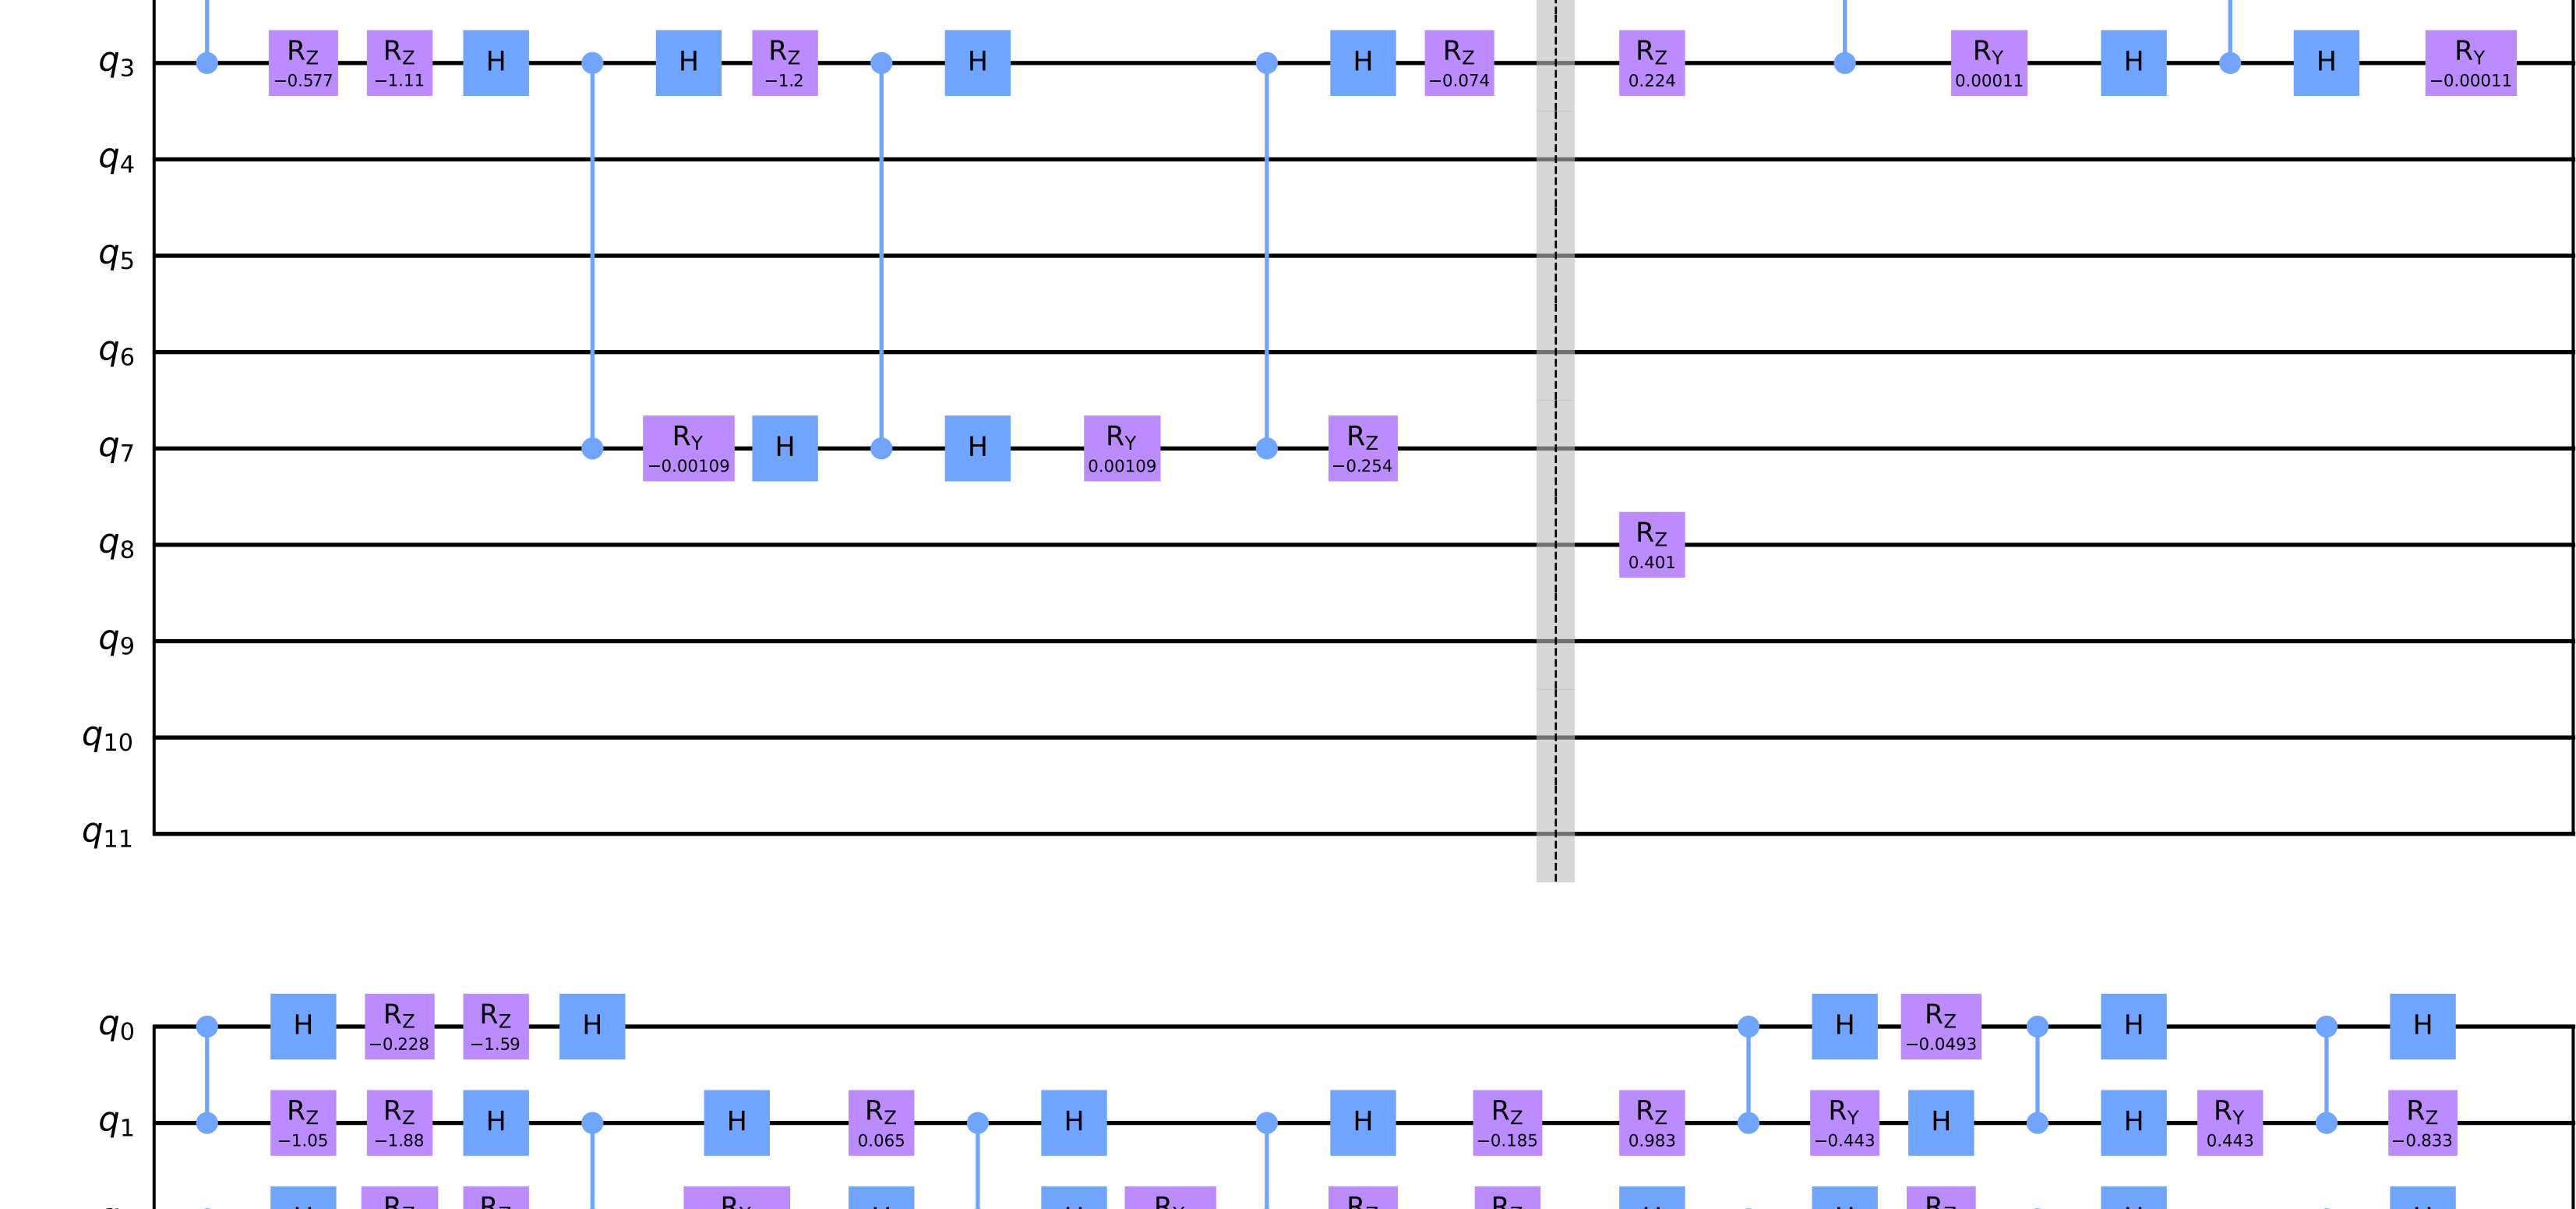 q3 RZ −0.577 RZ −1.11 H H RZ −1.2 H H RZ −0.074 RZ 0.224 RY 0.00011 H H RY −0.00011
q4
q5
q6
q7 RY −0.00109 H H RY 0.00109 RZ −0.254
q8 RZ 0.401
q9
q10
q11
q0 H RZ −0.228 RZ −1.59 H H RZ −0.0493 H H
q1 RZ −1.05 RZ −1.88 H H RZ 0.065 H H RZ −0.185 RZ 0.983 RY −0.443 H H RY 0.443 RZ −0.833